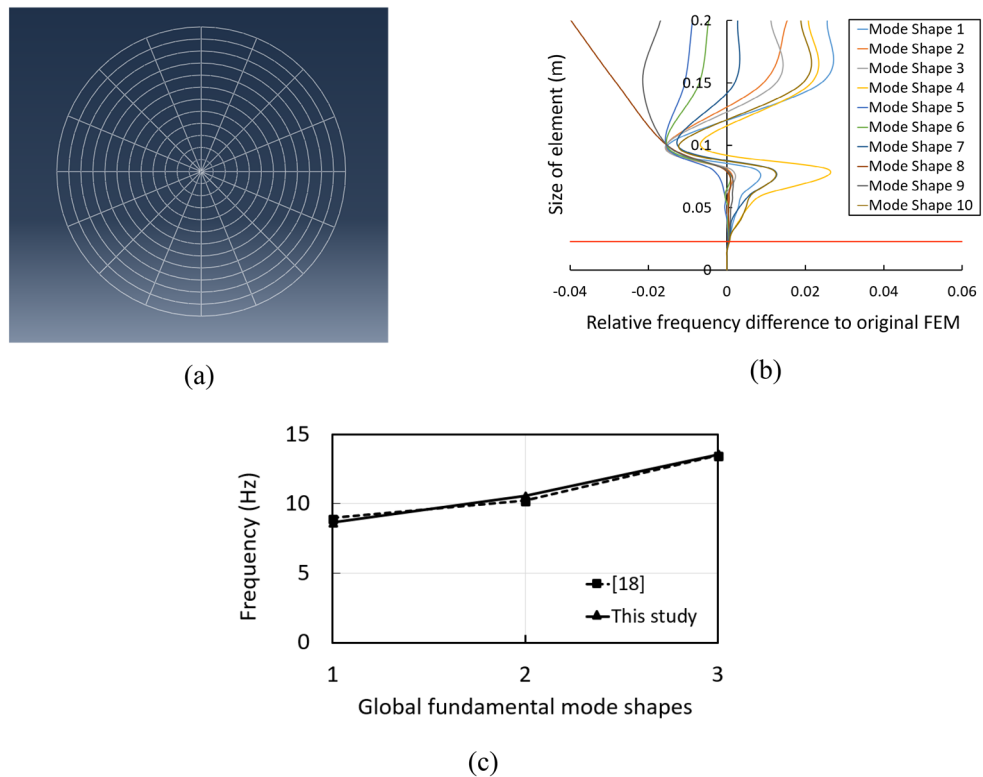 (a)
0.2
0.15
0.1
0.05
0
-0.04 -0.02 0 0.02 0.04 0.06
Size of element (m)
Relative frequency difference to original FEM
Mode Shape 1
Mode Shape 2
Mode Shape 3
Mode Shape 4
Mode Shape 5
Mode Shape 6
Mode Shape 7
Mode Shape 8
Mode Shape 9
Mode Shape 10
(b)
15
10
5
0
1 2 3
Frequency (Hz)
Global fundamental mode shapes
[18]
This study
(c)